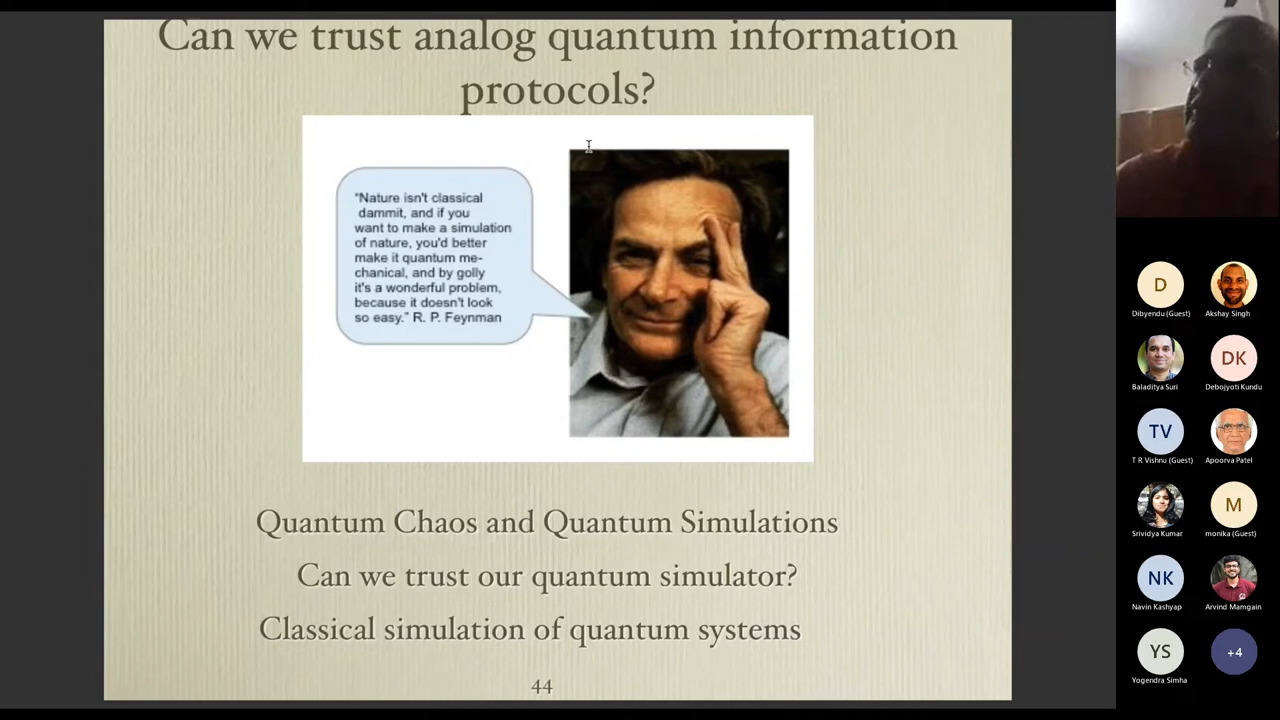 Can we trust analog quantum information
protocols?
"Nature isn't classical
dammit, and if you
want to make a simulation
of nature, you'd better
make it quantum me-
chanical, and by golly
it's a wonderful problem,
because it doesn't look
so easy." R. P. Feynman
Quantum Chaos and Quantum Simulations
Can we trust our quantum simulator?
Classical simulation of quantum systems
44
D
Dibyendu (Guest)
Akshay Singh
Baladitya Suri
DK
Debojyoti Kundu
TV
T R Vishnu (Guest)
Apoorva Patel
Srividya Kumar
M
monika (Guest)
NK
Navin Kashyap
Arvind Mamgain
YS
Yogendra Simha
+4